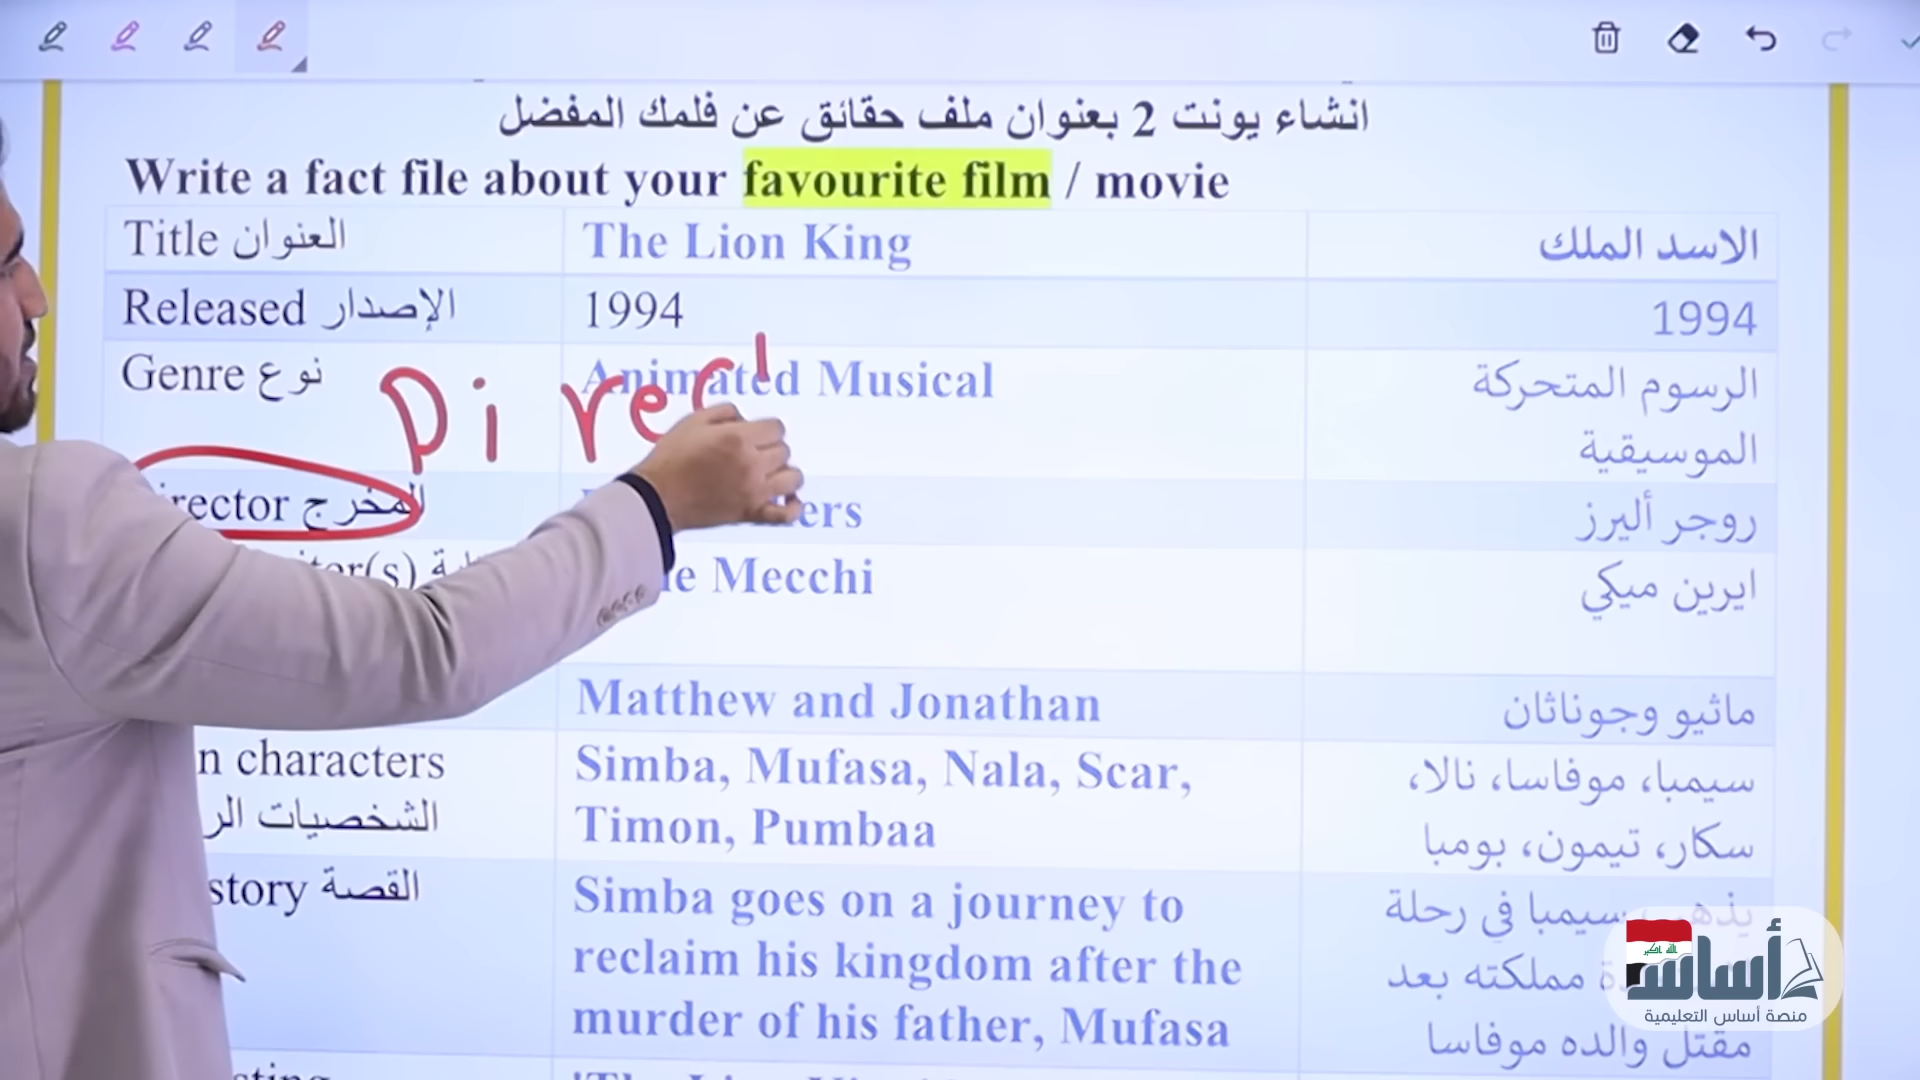 انشاء يونت 2 بعنوان ملف حقائق عن فلمك المفضل
Write a fact file about your favourite film / movie
Title العنوان
The Lion King
الاسد الملك
Released الإصدار
1994
1994
Genre نوع
Animated Musical
الرسوم المتحركة
الموسيقية
Direc
rector المخرج
ers
روجر أليرز
ter(s)
Mecchi
ايرين ميكي
Matthew and Jonathan
ماثيو وجوناثان
n characters
الشخصيات
Simba, Mufasa, Nala, Scar,
Timon, Pumbaa
سيمبا، موفاسا، نالا،
سكار، تيمون، بومبا
story القصة
Simba goes on a journey to
reclaim his kingdom after the
murder of his father, Mufasa
يذهب سيمبا في رحلة
مملكته بعد
مقتل والده موفاسا
أساس
منصة أساس التعليمية